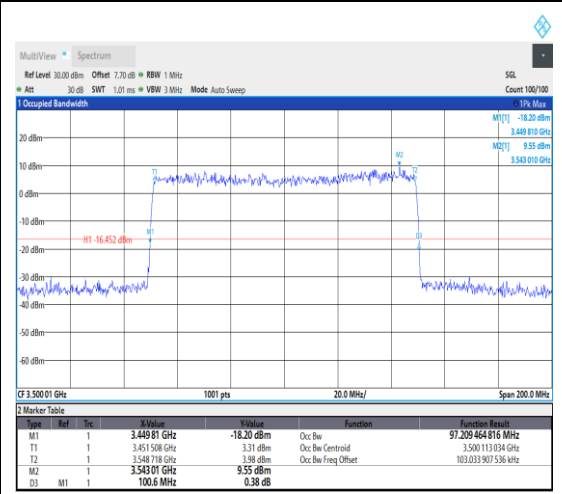 MultiView Spectrum
Ref Level 30.00 dBm Offset 7.70 dB RBW 1 MHz SGL
Att 30 dB SWT 1.01 ms VBW 3 MHz Mode Auto Sweep Count 100/100
1 Occupied Bandwidth 1Pk Max
M1[1] -18.20 dBm
3.449 810 GHz
M2[1] 9.55 dBm
3.543 010 GHz
20 dBm
M2
10 dBm
T1 T2
0 dBm
-10 dBm
M1
H1 -16.452 dBm
D3
-20 dBm
-30 dBm
-40 dBm
-50 dBm
-60 dBm
CF 3.500 01 GHz 1001 pts 20.0 MHz/ Span 200.0 MHz
2 Marker Table
Type Ref Trc X-Value Y-Value Function Function Result
M1 1 3.449 81 GHz -18.20 dBm Occ Bw 97.209 464 816 MHz
T1 1 3.451 508 GHz 3.31 dBm Occ Bw Centroid 3.500 113 034 GHz
T2 1 3.548 718 GHz 3.98 dBm Occ Bw Freq Offset 103.033 907 536 kHz
M2 1 3.543 01 GHz 9.55 dBm
D3 M1 1 100.6 MHz 0.38 dB